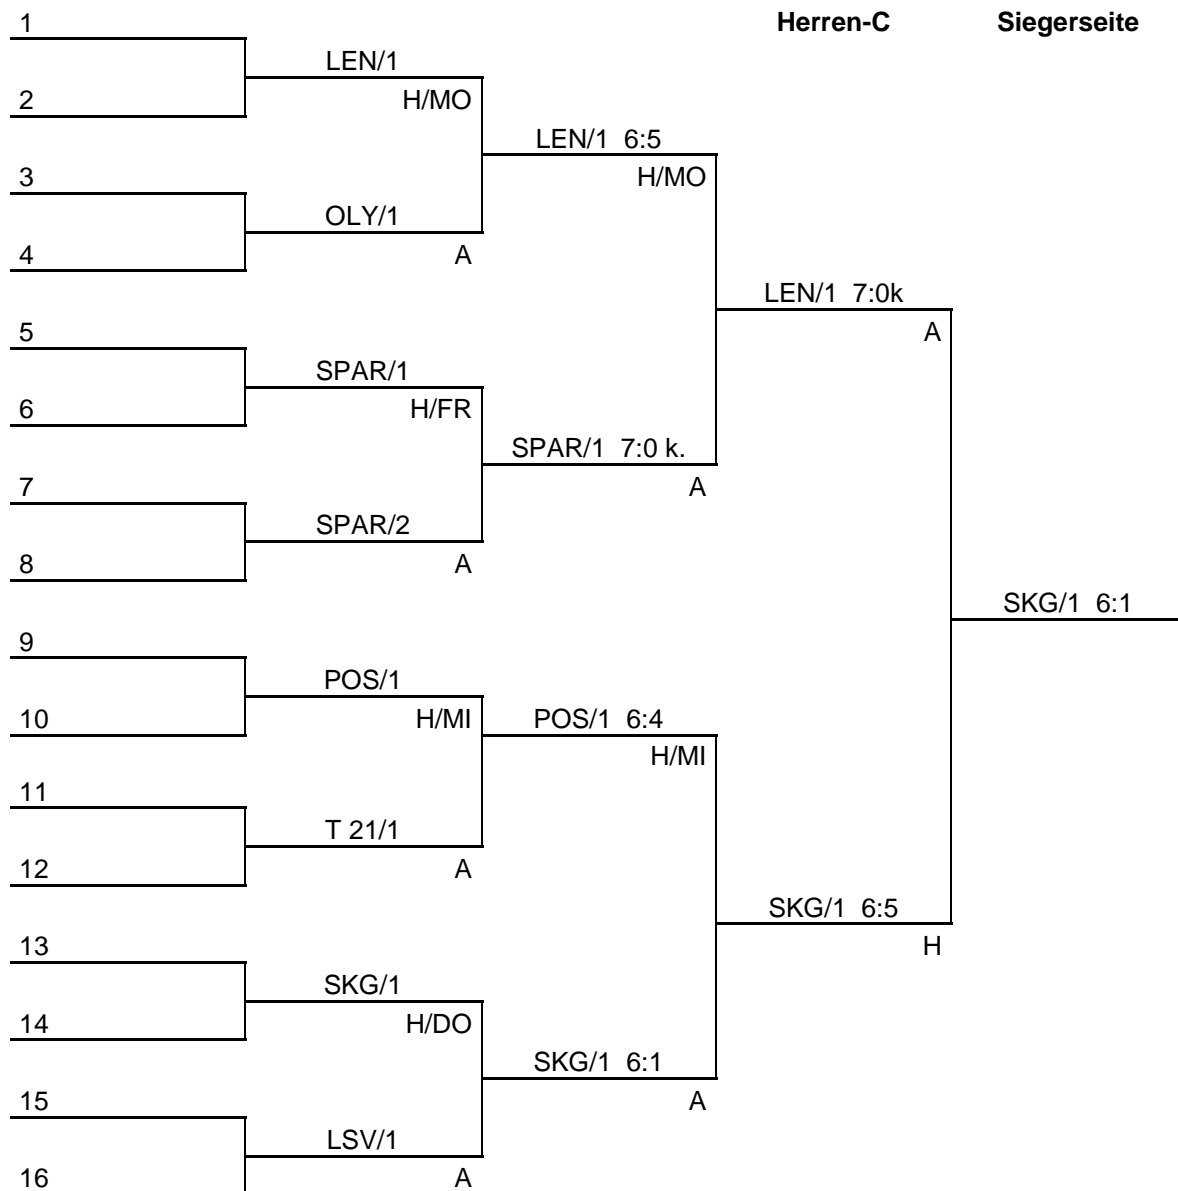 Herren-C Siegerseite
1
LEN/1
2
H/MO
LEN/1 6:5
3
H/MO
OLY/1
4
A
LEN/1 7:0k
5
A
SPAR/1
6
H/FR
SPAR/1 7:0 k.
7
A
SPAR/2
8
A
SKG/1 6:1
9
POS/1
10
H/MI
POS/1 6:4
H/MI
11
T 21/1
12
A
SKG/1 6:5
13
H
SKG/1
14
H/DO
SKG/1 6:1
15
A
LSV/1
16
A